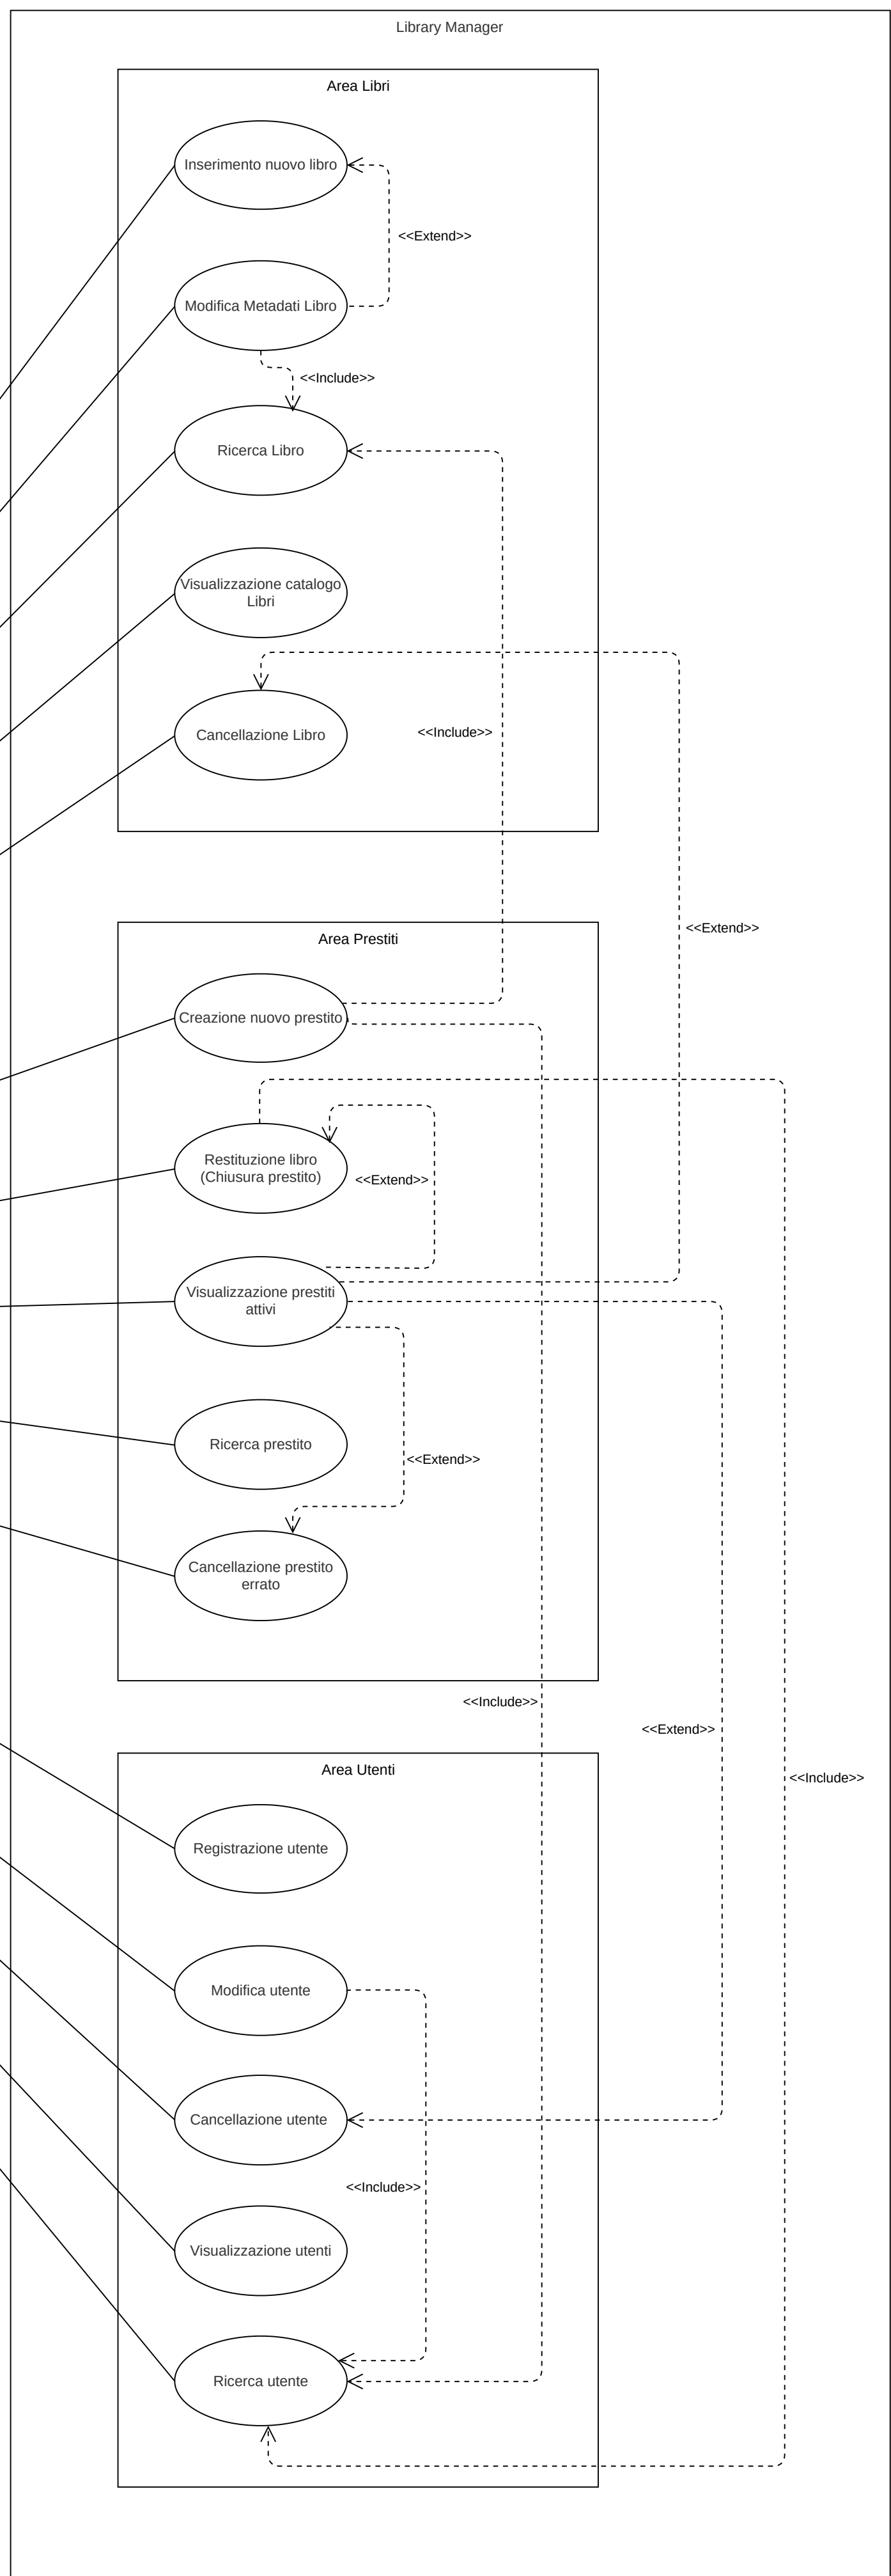 Library Manager
Area Libri
Inserimento nuovo libro
<<Extend>>
Modifica Metadati Libro
<<Include>>
Ricerca Libro
Visualizzazione catalogo
Libri
Cancellazione Libro
<<Include>>
<<Extend>>
Area Prestiti
Creazione nuovo prestito
Restituzione libro
(Chiusura prestito)
<<Extend>>
Visualizzazione prestiti
attivi
Ricerca prestito
<<Extend>>
Cancellazione prestito
errato
<<Include>>
<<Extend>>
<<Include>>
Area Utenti
Registrazione utente
Modifica utente
Cancellazione utente
<<Include>>
Visualizzazione utenti
Ricerca utente